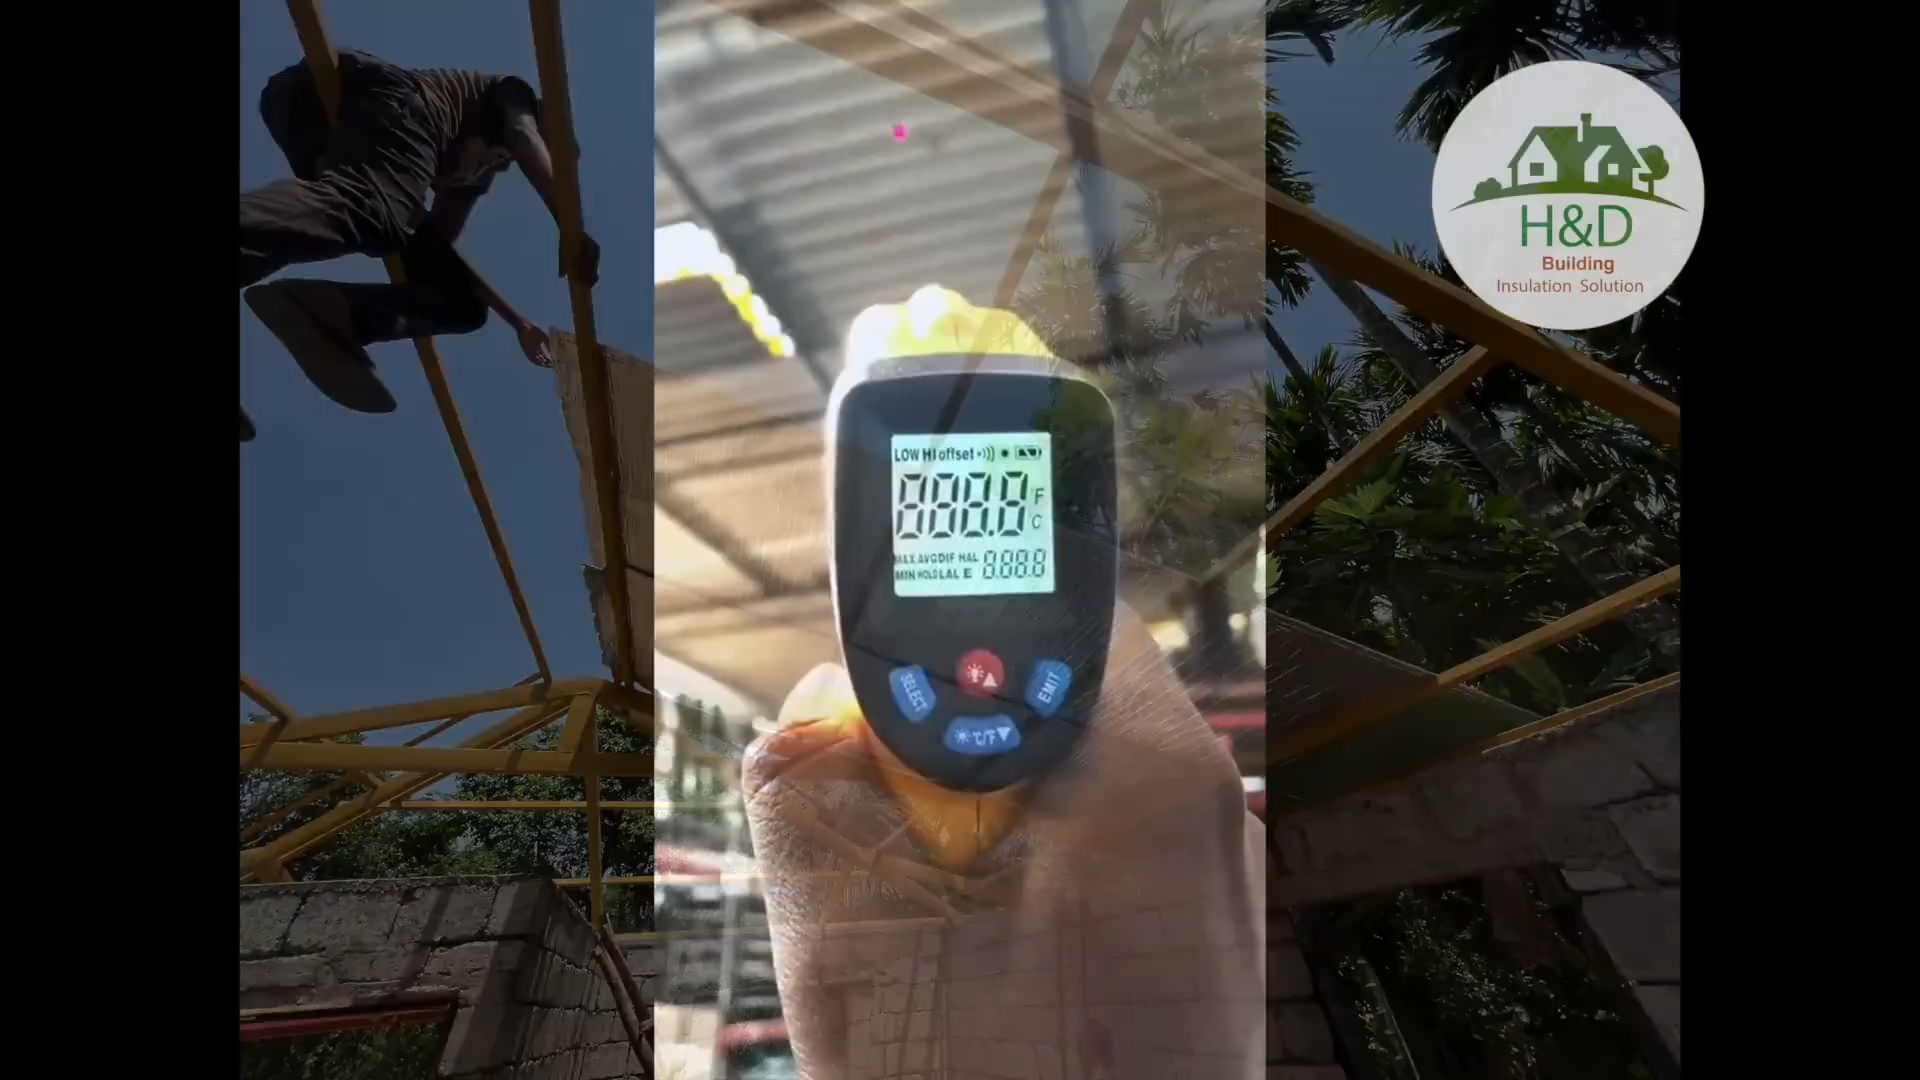 H&D
Building
Insulation Solution
LOW HI offset
888.8 °F
°C
MAX AVG DIF HAL 888.8
MIN HOLD LAL E
SELECT
EMIT
°C/°F